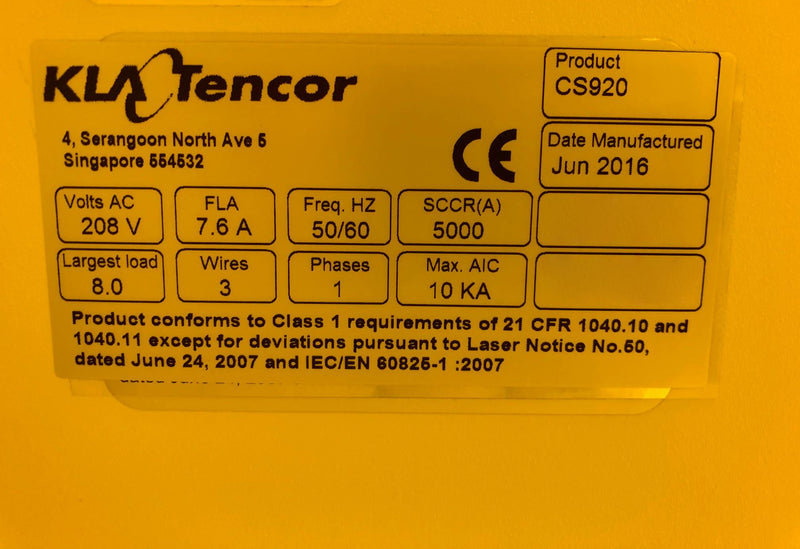 KLA Tencor
Product
CS920
4, Serangoon North Ave 5
Singapore 554532
CE
Date Manufactured
Jun 2016
Volts AC
208 V
FLA
7.6 A
Freq. HZ
50/60
SCCR(A)
5000
Largest load
8.0
Wires
3
Phases
1
Max. AIC
10 KA
Product conforms to Class 1 requirements of 21 CFR 1040.10 and
1040.11 except for deviations pursuant to Laser Notice No.50,
dated June 24, 2007 and IEC/EN 60825-1 :2007